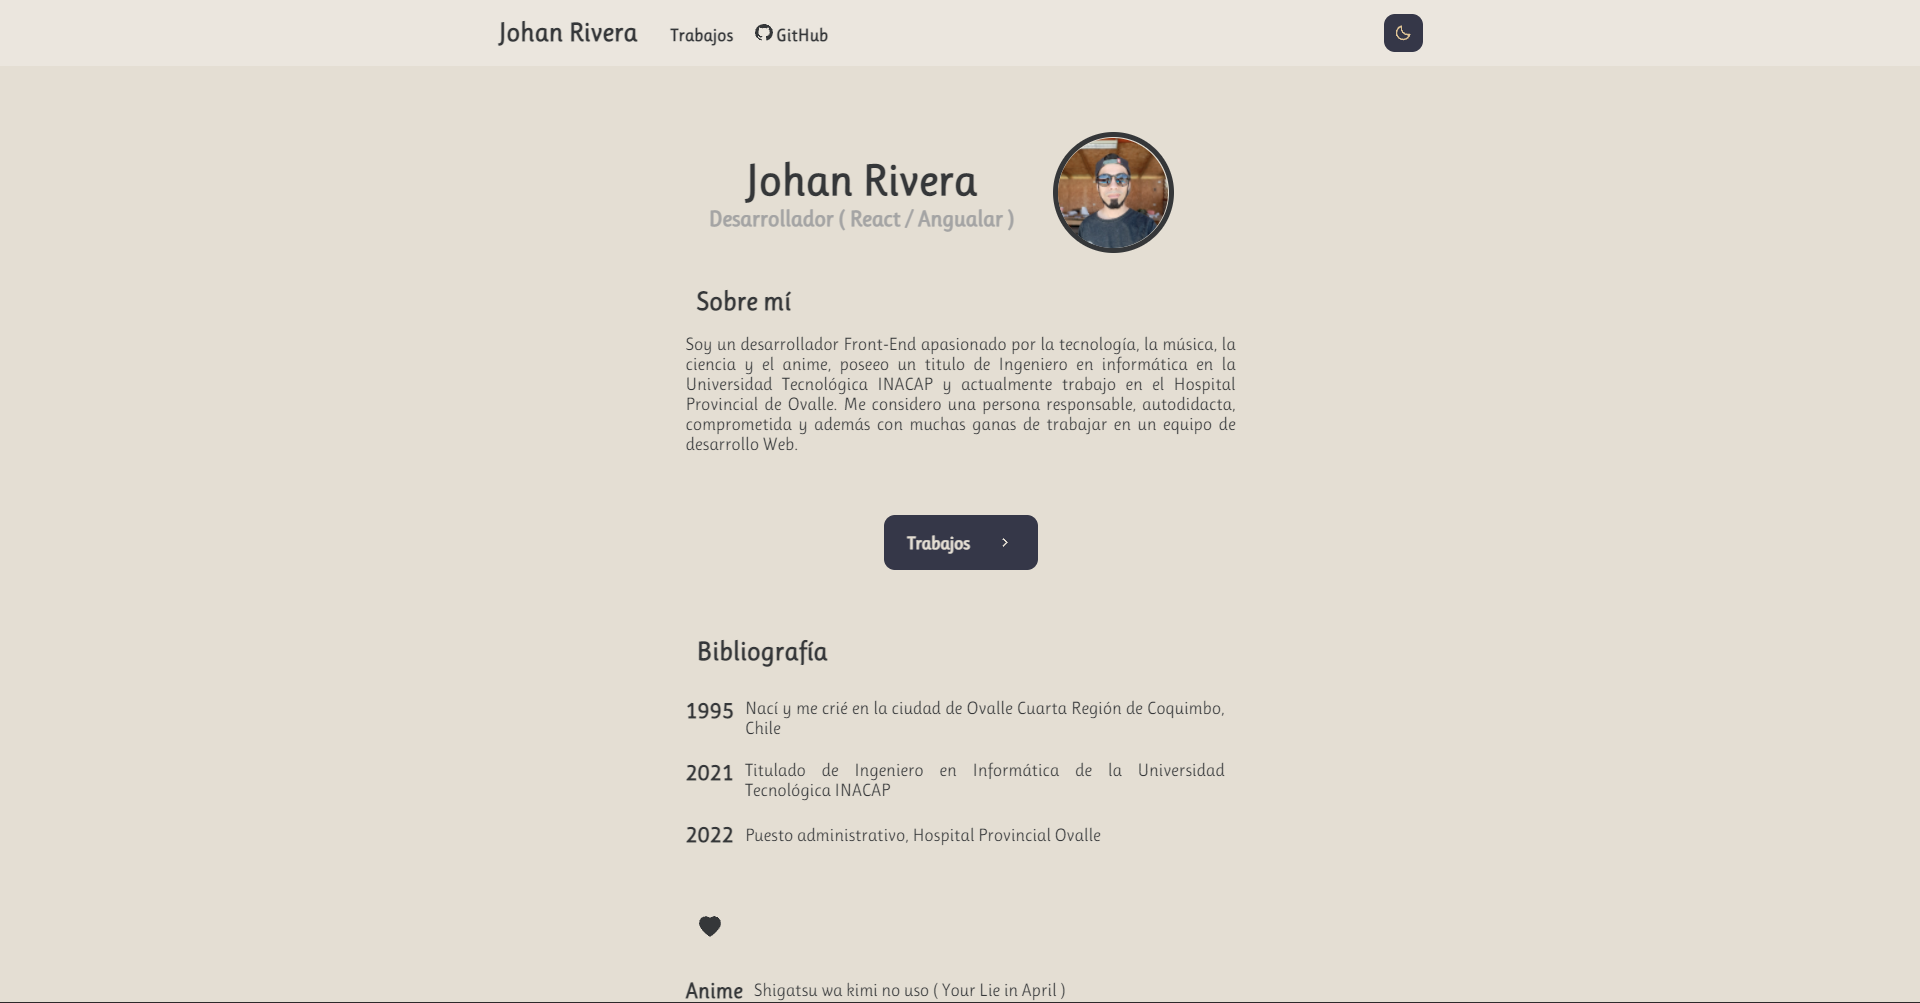 Johan Rivera Trabajos GitHub
Johan Rivera
Desarrollador ( React / Angualar )
Sobre mí
Soy un desarrollador Front-End apasionado por la tecnología, la música, la
ciencia y el anime, poseeo un titulo de Ingeniero en informática en la
Universidad Tecnológica INACAP y actualmente trabajo en el Hospital
Provincial de Ovalle. Me considero una persona responsable, autodidacta,
comprometida y además con muchas ganas de trabajar en un equipo de
desarrollo Web.
Trabajos
Bibliografía
1995 Nací y me crié en la ciudad de Ovalle Cuarta Región de Coquimbo,
Chile
2021 Titulado de Ingeniero en Informática de la Universidad
Tecnológica INACAP
2022 Puesto administrativo, Hospital Provincial Ovalle
Anime Shigatsu wa kimi no uso ( Your Lie in April )